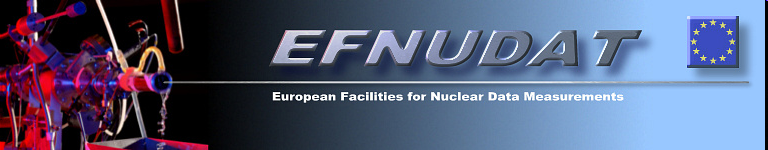 EFNUDAT
European Facilities for Nuclear Data Measurements